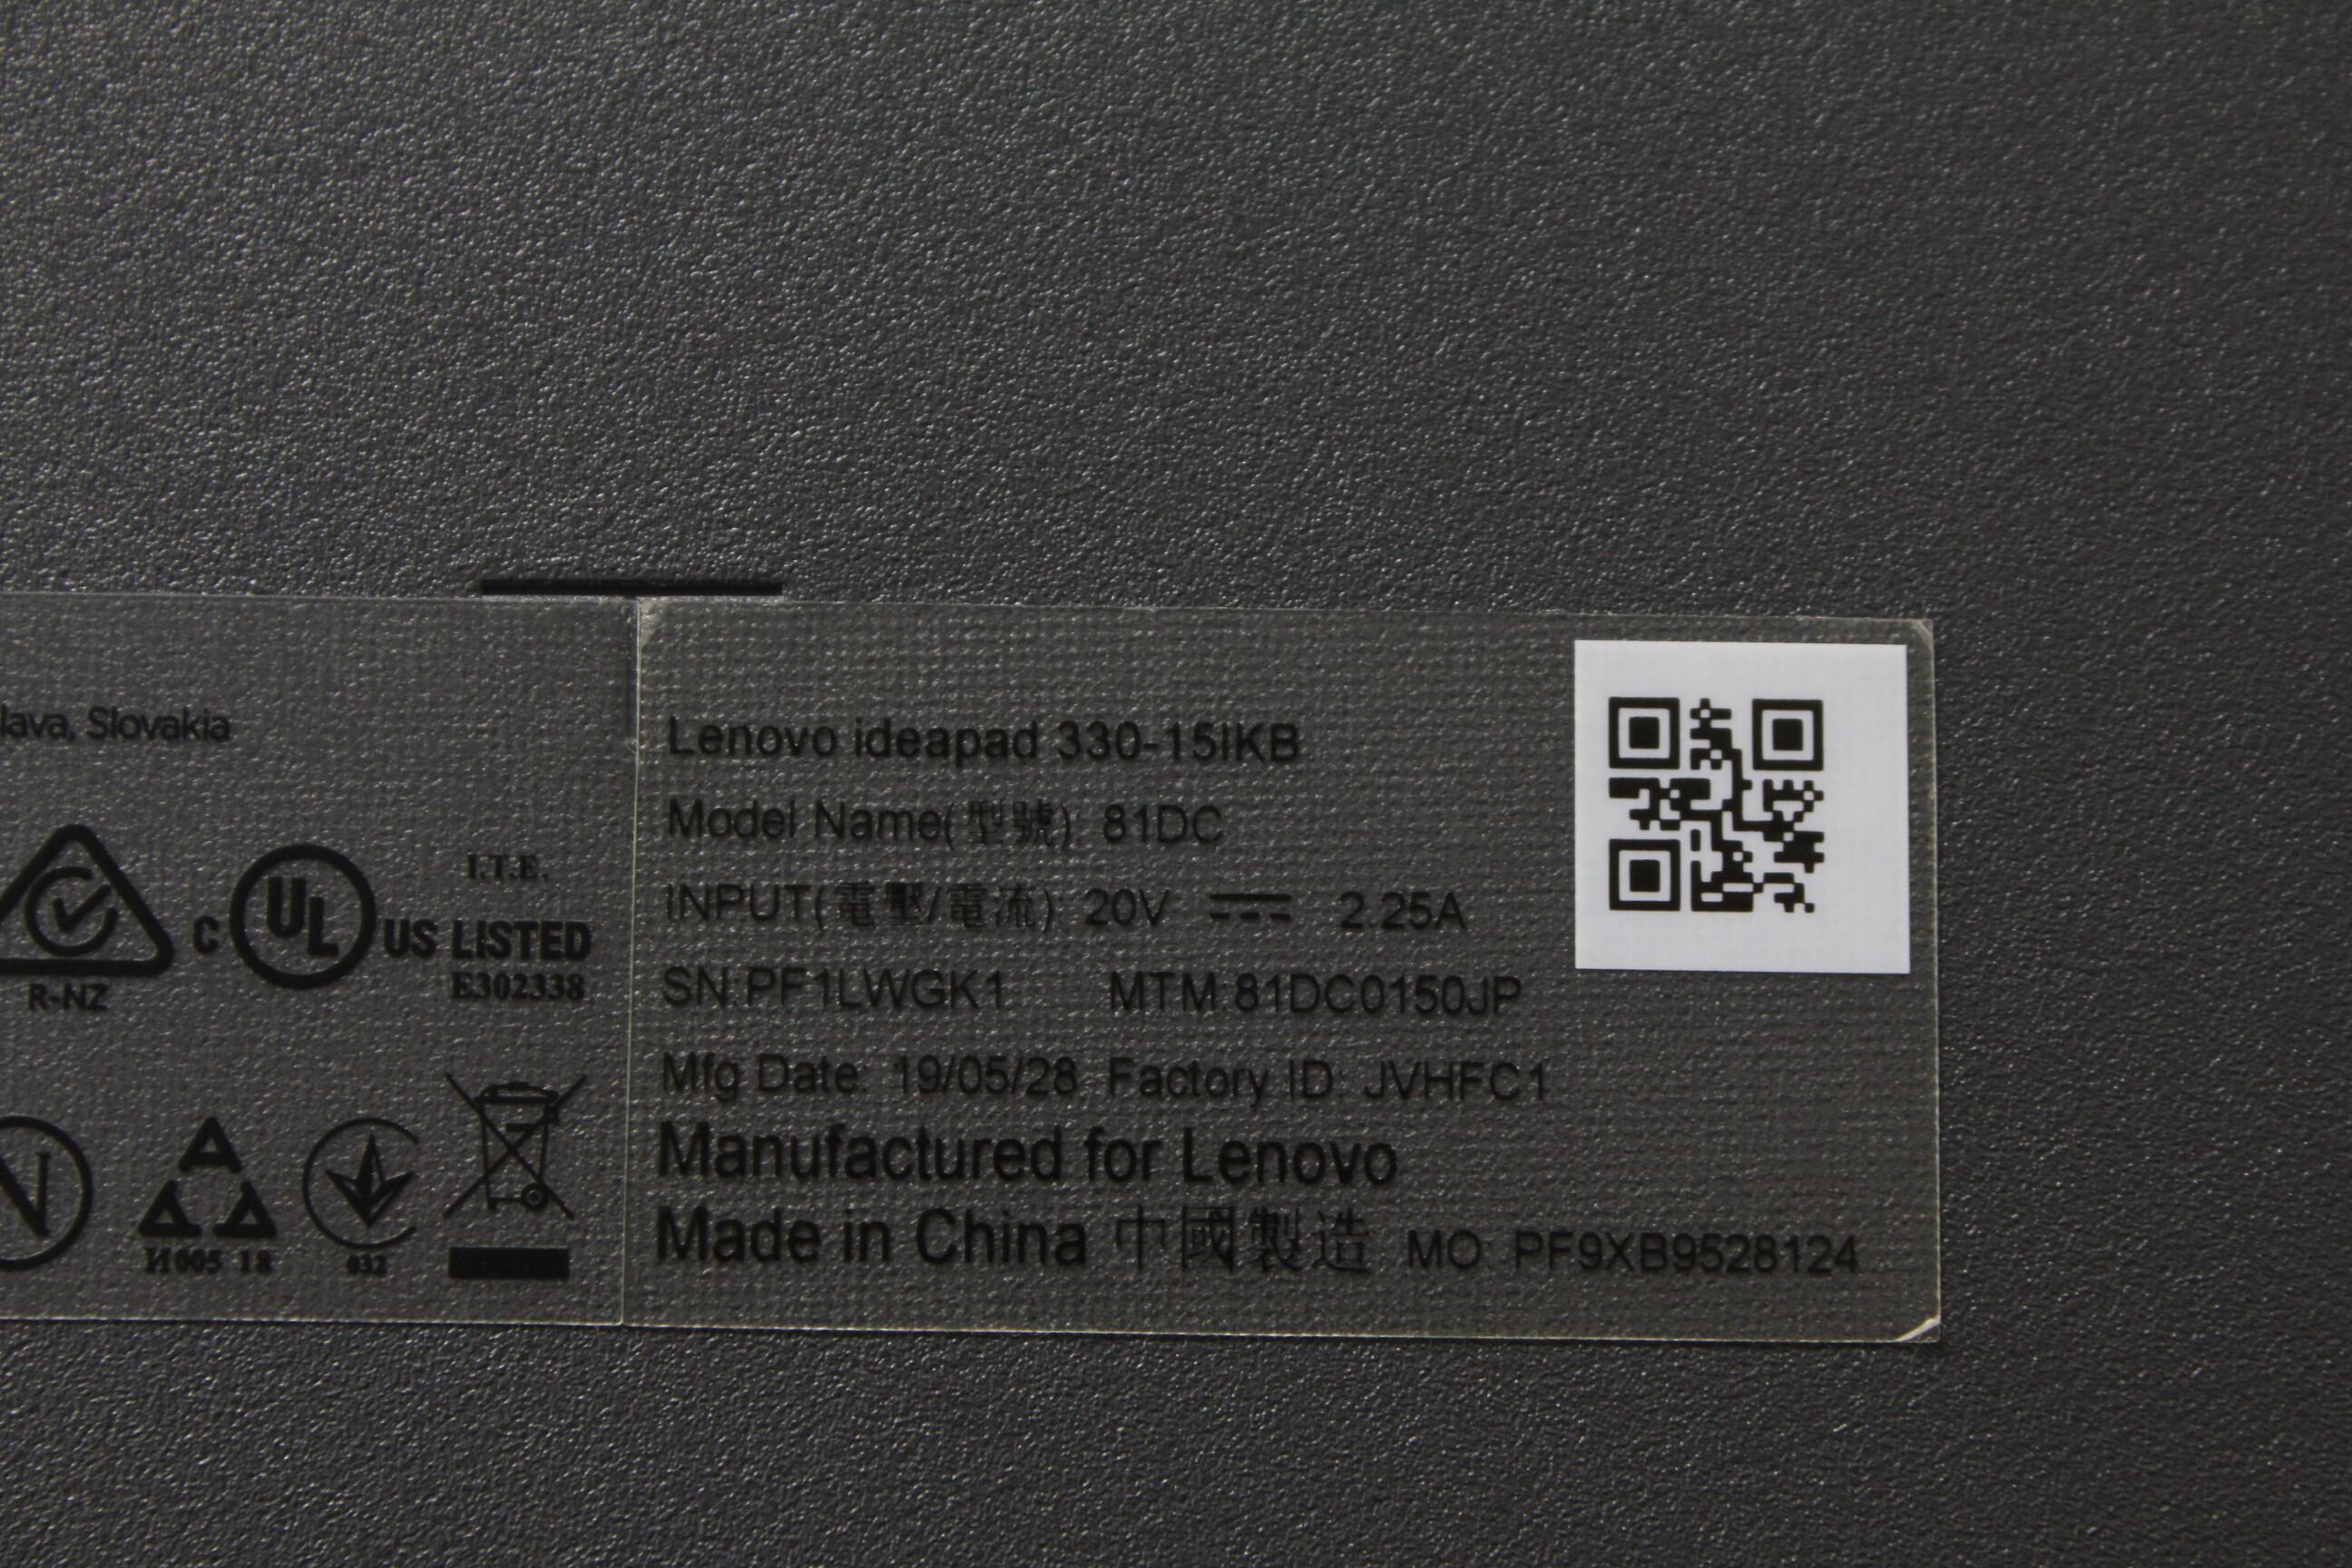 lava, Slovakia
R-NZ
C UL US LISTED
I.T.E.
E302338
N
И005 18
032
Lenovo ideapad 330-15IKB
Model Name(型號): 81DC
INPUT(電壓/電流): 20V 2.25A
SN:PF1LWGK1 MTM:81DC0150JP
Mfg Date: 19/05/28 Factory ID: JVHFC1
Manufactured for Lenovo
Made in China 中國製造 MO: PF9XB9528124